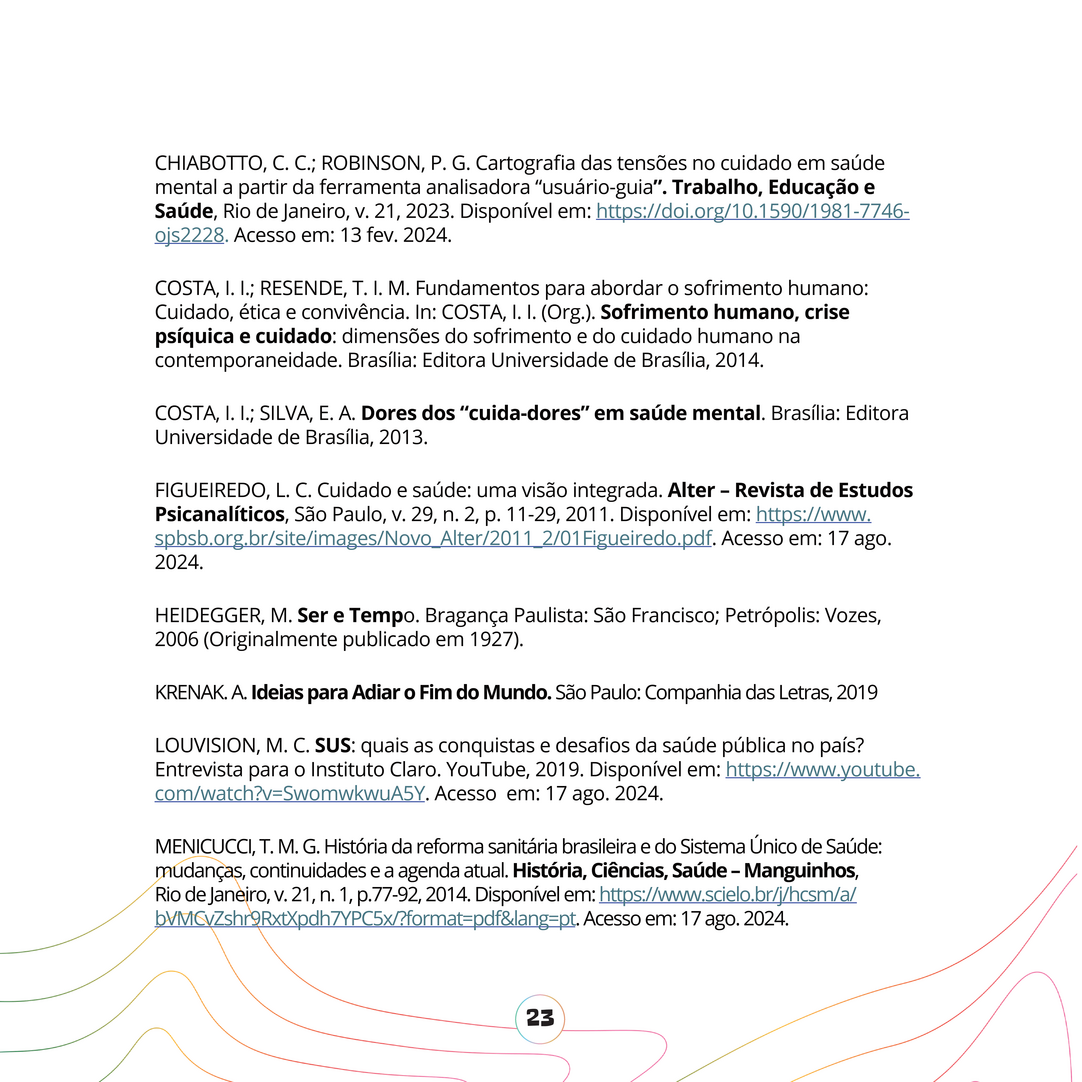 CHIABOTTO, C. C.; ROBINSON, P. G. Cartografia das tensões no cuidado em saúde
mental a partir da ferramenta analisadora “usuário-guia”. Trabalho, Educação e
Saúde, Rio de Janeiro, v. 21, 2023. Disponível em: https://doi.org/10.1590/1981-7746-
ojs2228. Acesso em: 13 fev. 2024.
COSTA, I. I.; RESENDE, T. I. M. Fundamentos para abordar o sofrimento humano:
Cuidado, ética e convivência. In: COSTA, I. I. (Org.). Sofrimento humano, crise
psíquica e cuidado: dimensões do sofrimento e do cuidado humano na
contemporaneidade. Brasília: Editora Universidade de Brasília, 2014.
COSTA, I. I.; SILVA, E. A. Dores dos “cuida-dores” em saúde mental. Brasília: Editora
Universidade de Brasília, 2013.
FIGUEIREDO, L. C. Cuidado e saúde: uma visão integrada. Alter – Revista de Estudos
Psicanalíticos, São Paulo, v. 29, n. 2, p. 11-29, 2011. Disponível em: https://www.
spbsb.org.br/site/images/Novo_Alter/2011_2/01Figueiredo.pdf. Acesso em: 17 ago.
2024.
HEIDEGGER, M. Ser e Tempo. Bragança Paulista: São Francisco; Petrópolis: Vozes,
2006 (Originalmente publicado em 1927).
KRENAK. A. Ideias para Adiar o Fim do Mundo. São Paulo: Companhia das Letras, 2019
LOUVISION, M. C. SUS: quais as conquistas e desafios da saúde pública no país?
Entrevista para o Instituto Claro. YouTube, 2019. Disponível em: https://www.youtube.
com/watch?v=SwomwkwuA5Y. Acesso  em: 17 ago. 2024.
MENICUCCI, T. M. G. História da reforma sanitária brasileira e do Sistema Único de Saúde:
mudanças, continuidades e a agenda atual. História, Ciências, Saúde – Manguinhos,
Rio de Janeiro, v. 21, n. 1, p.77-92, 2014. Disponível em: https://www.scielo.br/j/hcsm/a/
bVMCvZshr9RxtXpdh7YPC5x/?format=pdf&lang=pt. Acesso em: 17 ago. 2024.
23